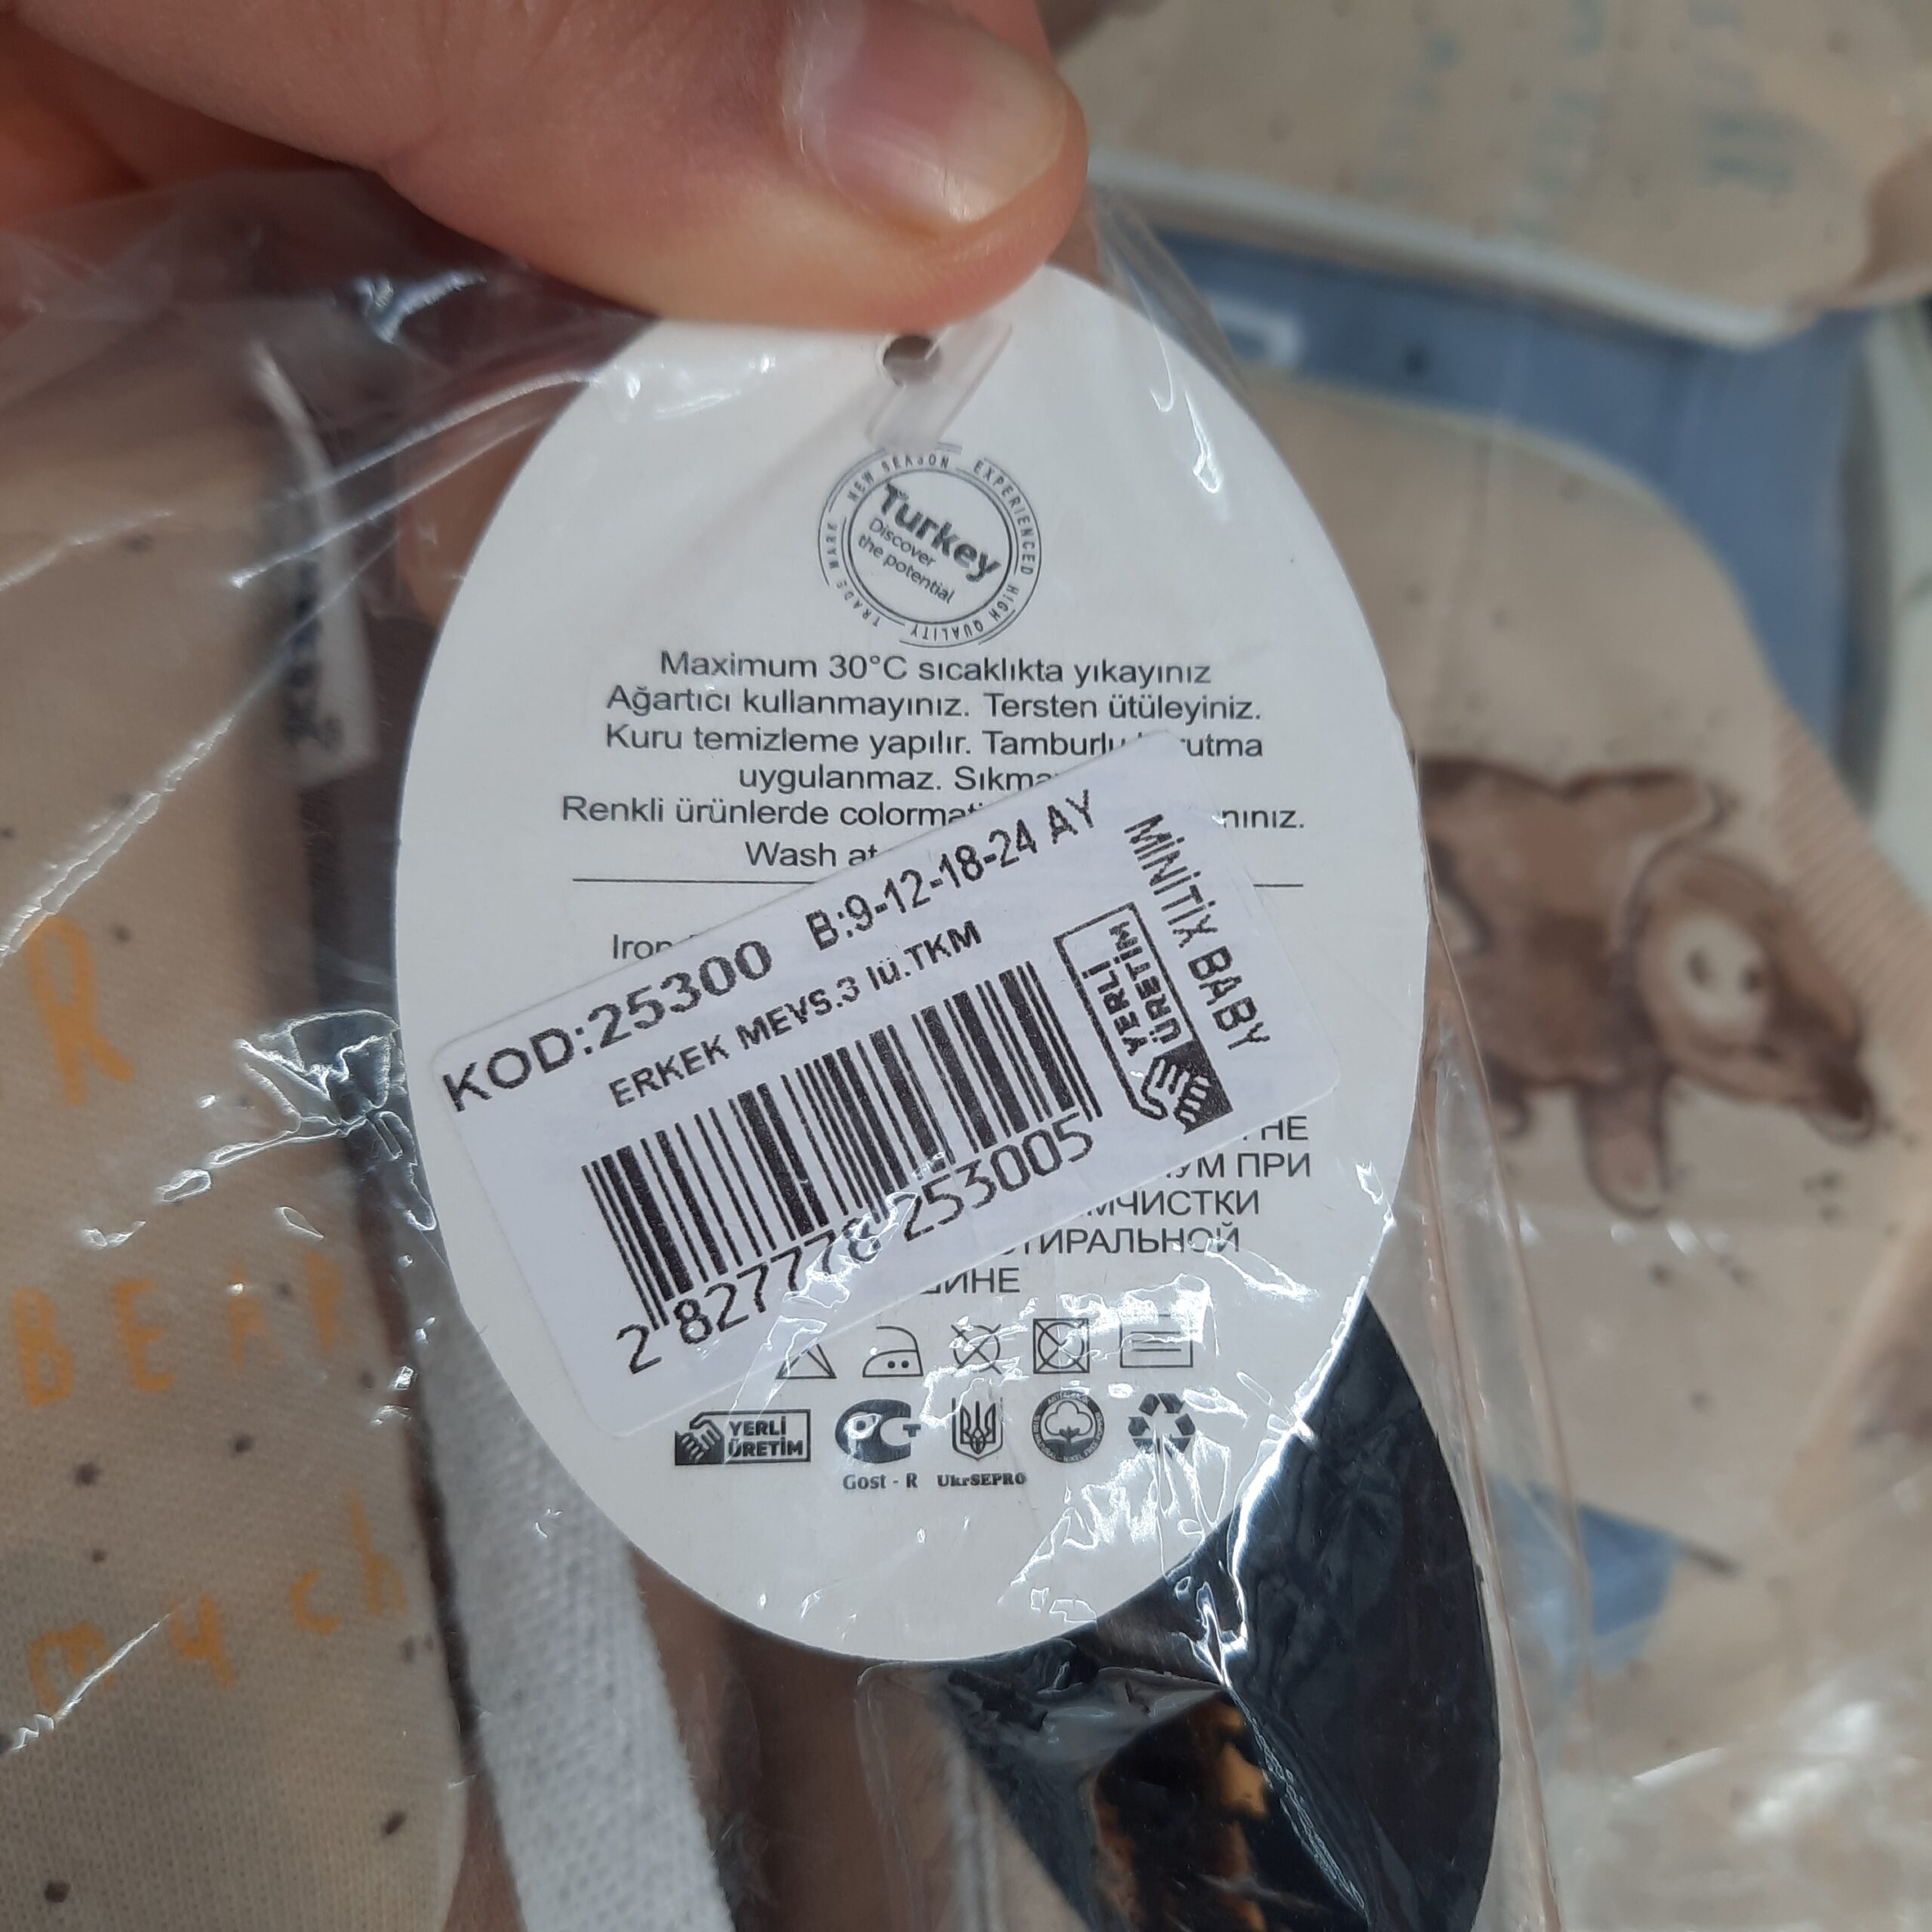 NEW SEASON EXPERIENCED HIGH QUALITY TRADE MARK
Turkey
Discover
the potential
Maximum 30°C sıcaklıkta yıkayınız
Ağartıcı kullanmayınız. Tersten ütüleyiniz.
Kuru temizleme yapılır. Tamburlu
uygulanmaz.
Renkli ürünlerde
Wash at
Iron
KOD:25300 B:9-12-18-24 AY
ERKEK MEVS.3 lü.TKM
2 827778 253005
YERLİ
ÜRETİM
MİNİTİX BABY
НЕ
ПРИ
ТИРАЛЬНОЙ
YERLİ
ÜRETİM
Gost - R
UkrSEPRO
R
BEAR
much